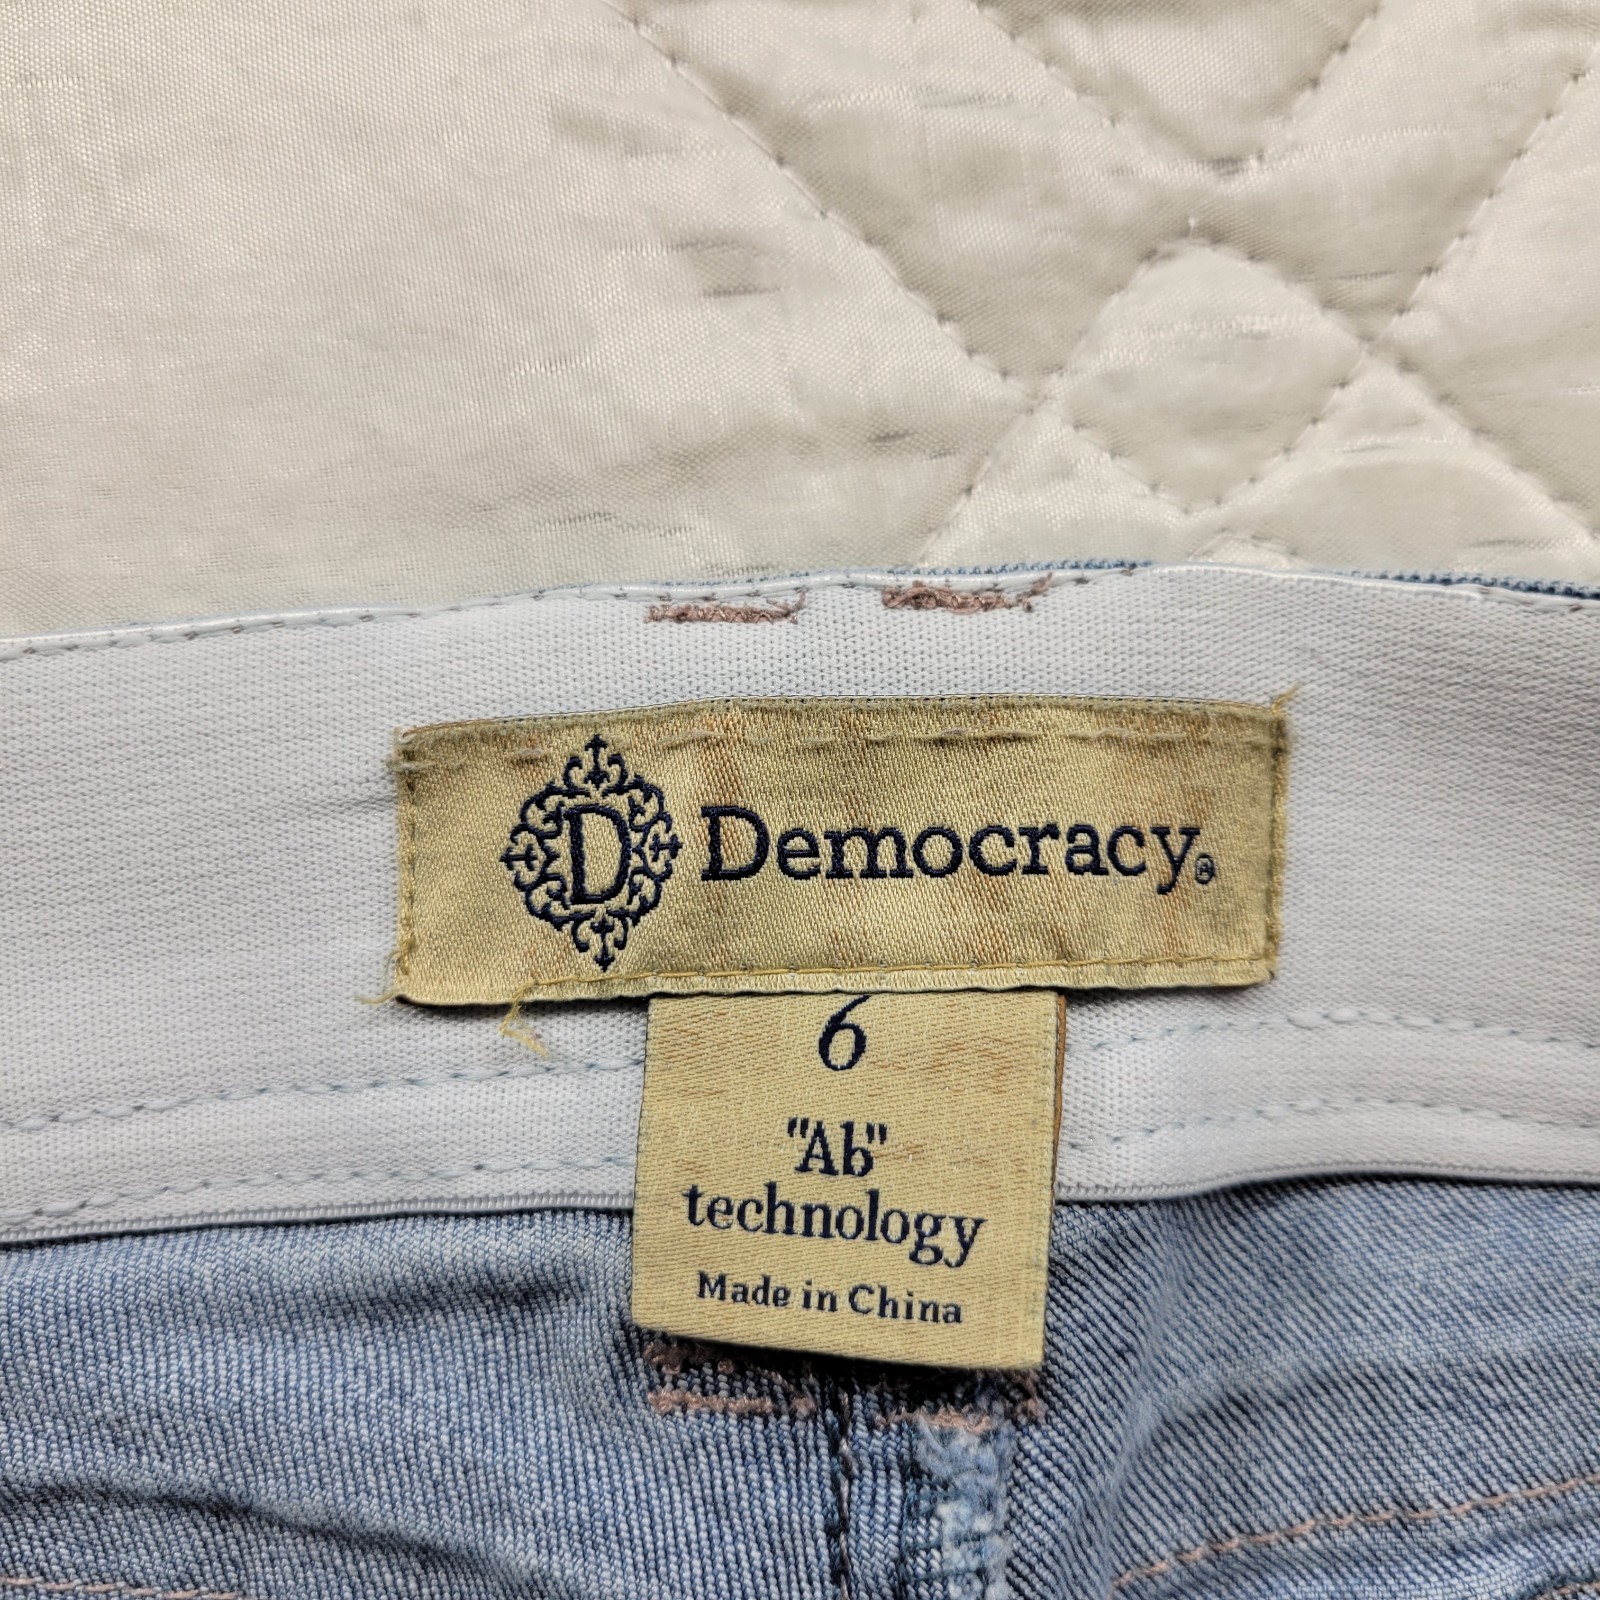 D Democracy®
6
"Ab"
technology
Made in China